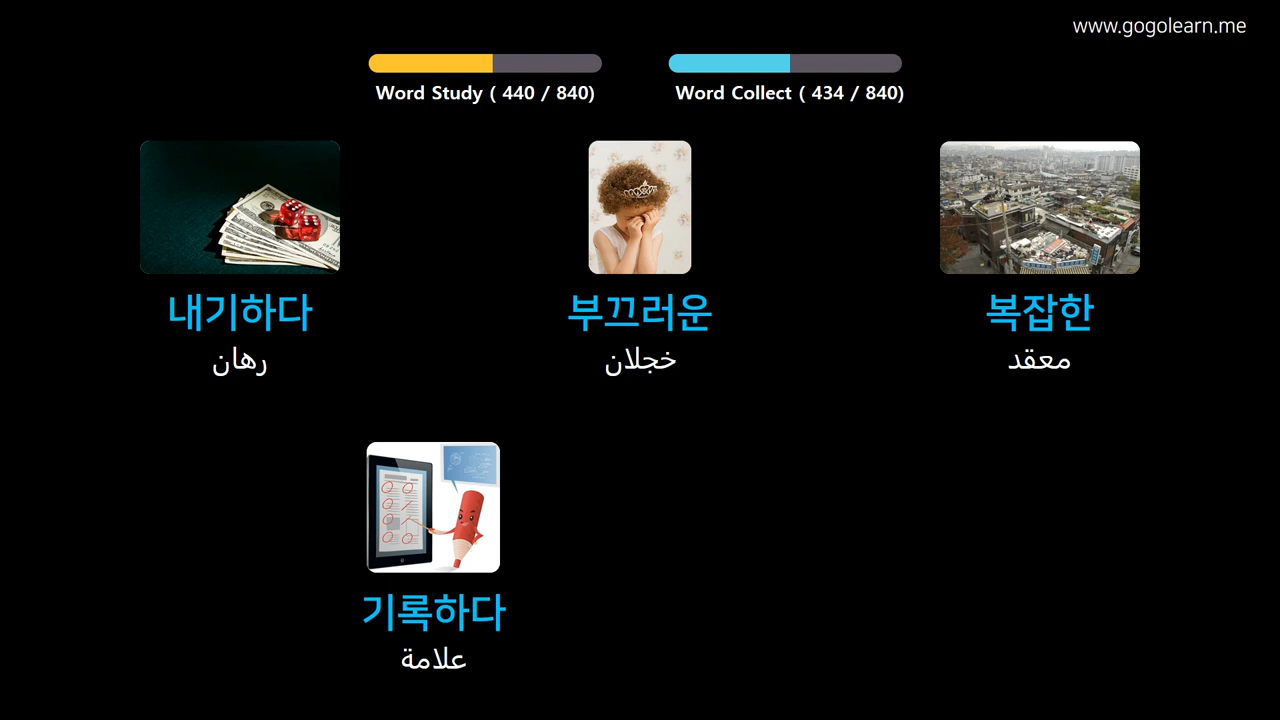 www.gogolearn.me
Word Study ( 440 / 840)
Word Collect ( 434 / 840)
내기하다
رهان
부끄러운
خجلان
복잡한
معقد
기록하다
علامة